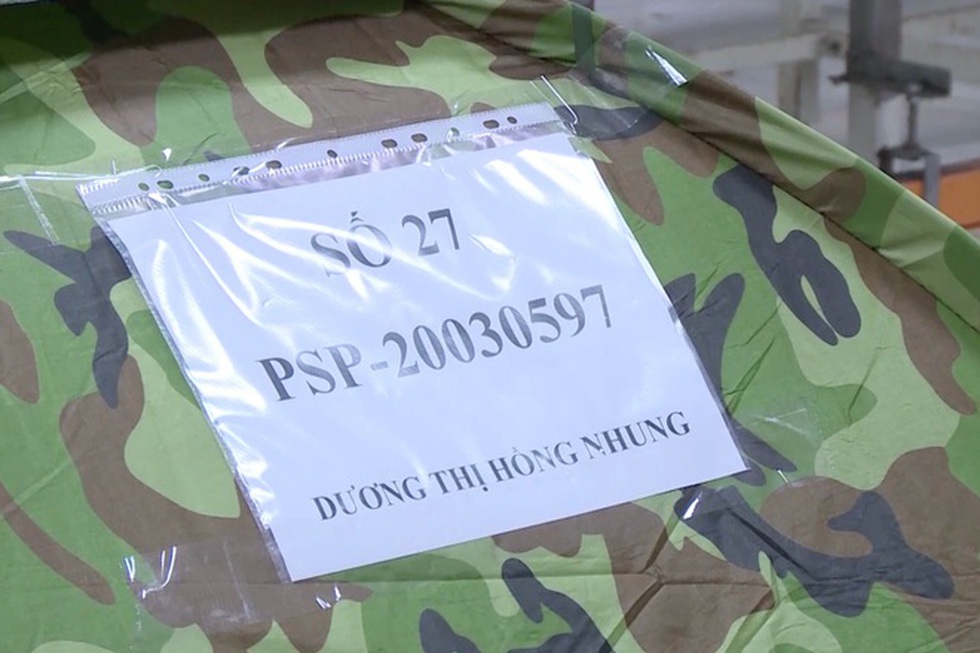 SỐ 27
PSP-20030597
DƯƠNG THỊ HỒNG NHUNG